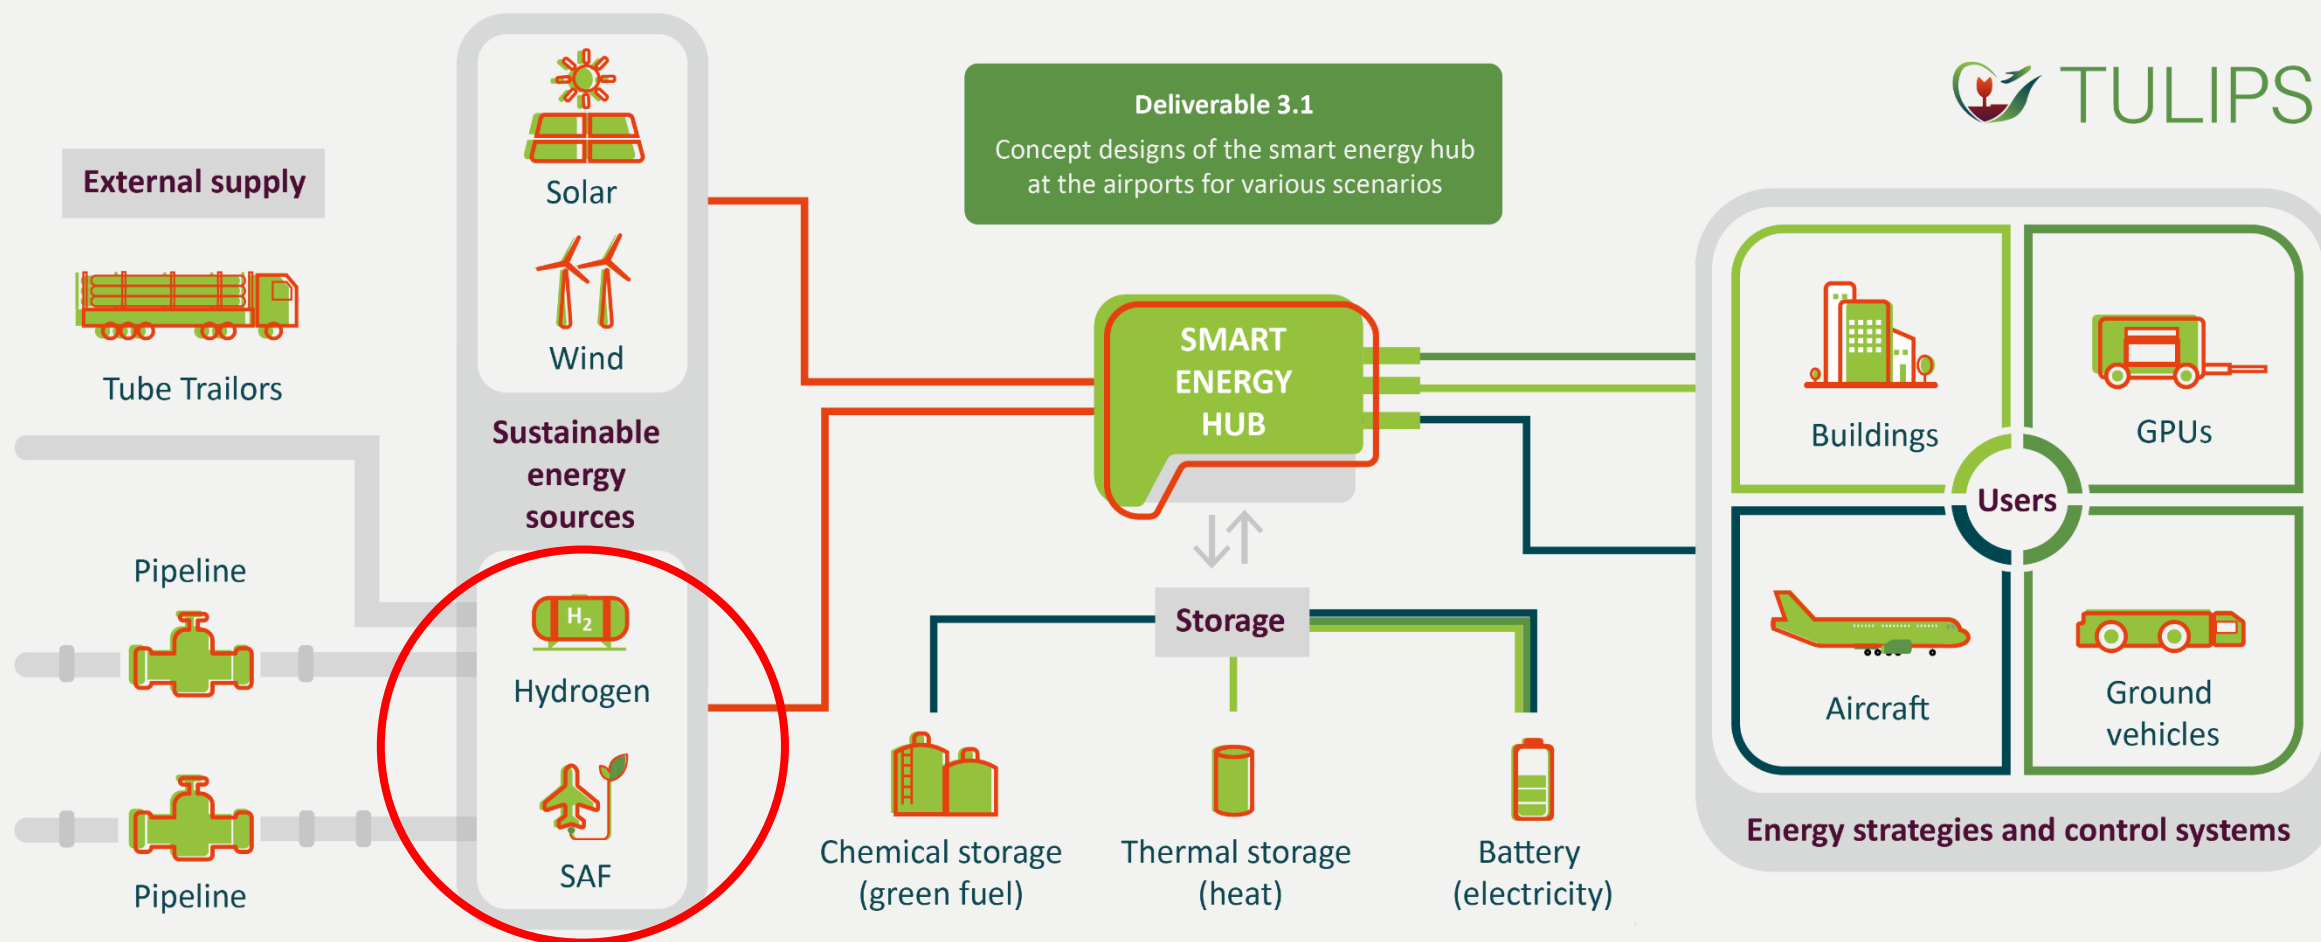 TULIPS
Deliverable 3.1
Concept designs of the smart energy hub
at the airports for various scenarios
External supply
Tube Trailors
Pipeline
Pipeline
Solar
Wind
Sustainable
energy
sources
H2
Hydrogen
SAF
SMART
ENERGY
HUB
Storage
Chemical storage
(green fuel)
Thermal storage
(heat)
Battery
(electricity)
Buildings
GPUs
Users
Aircraft
Ground
vehicles
Energy strategies and control systems